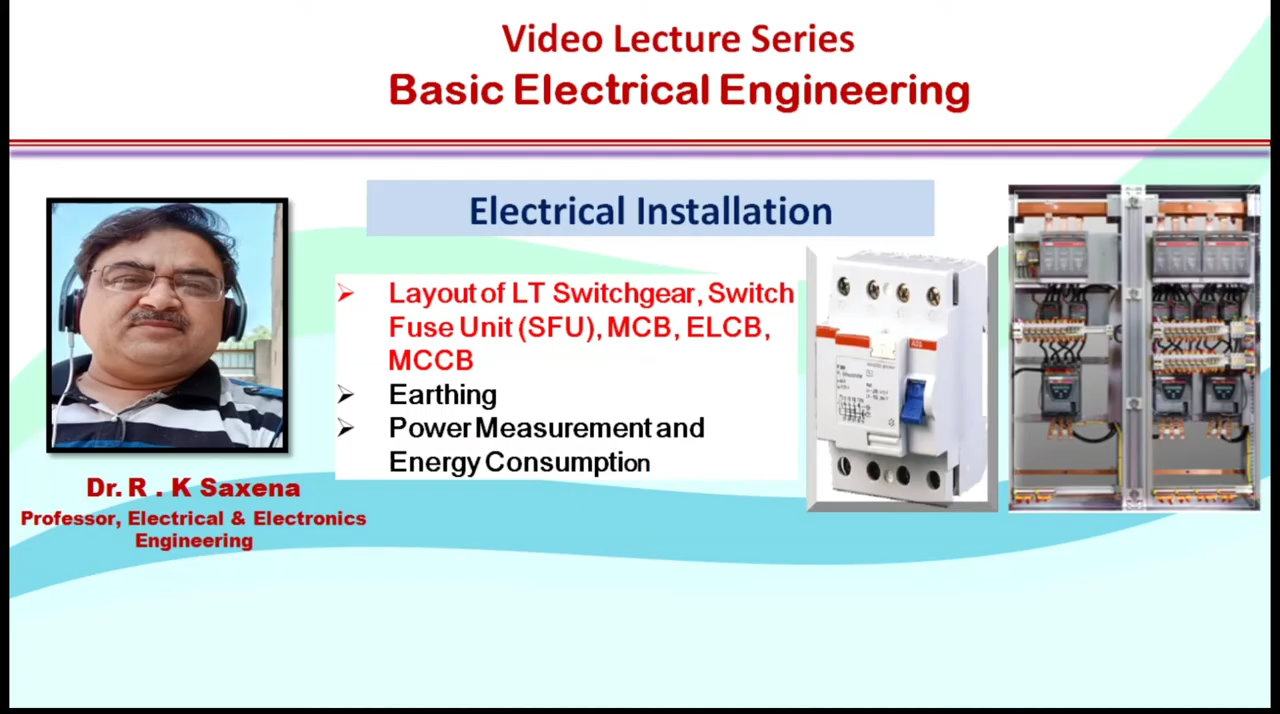 Video Lecture Series
Basic Electrical Engineering
Electrical Installation
➢ Layout of LT Switchgear, Switch
Fuse Unit (SFU), MCB, ELCB,
MCCB
➢ Earthing
➢ Power Measurement and
Energy Consumption
Dr. R . K Saxena
Professor, Electrical & Electronics
Engineering
ABB